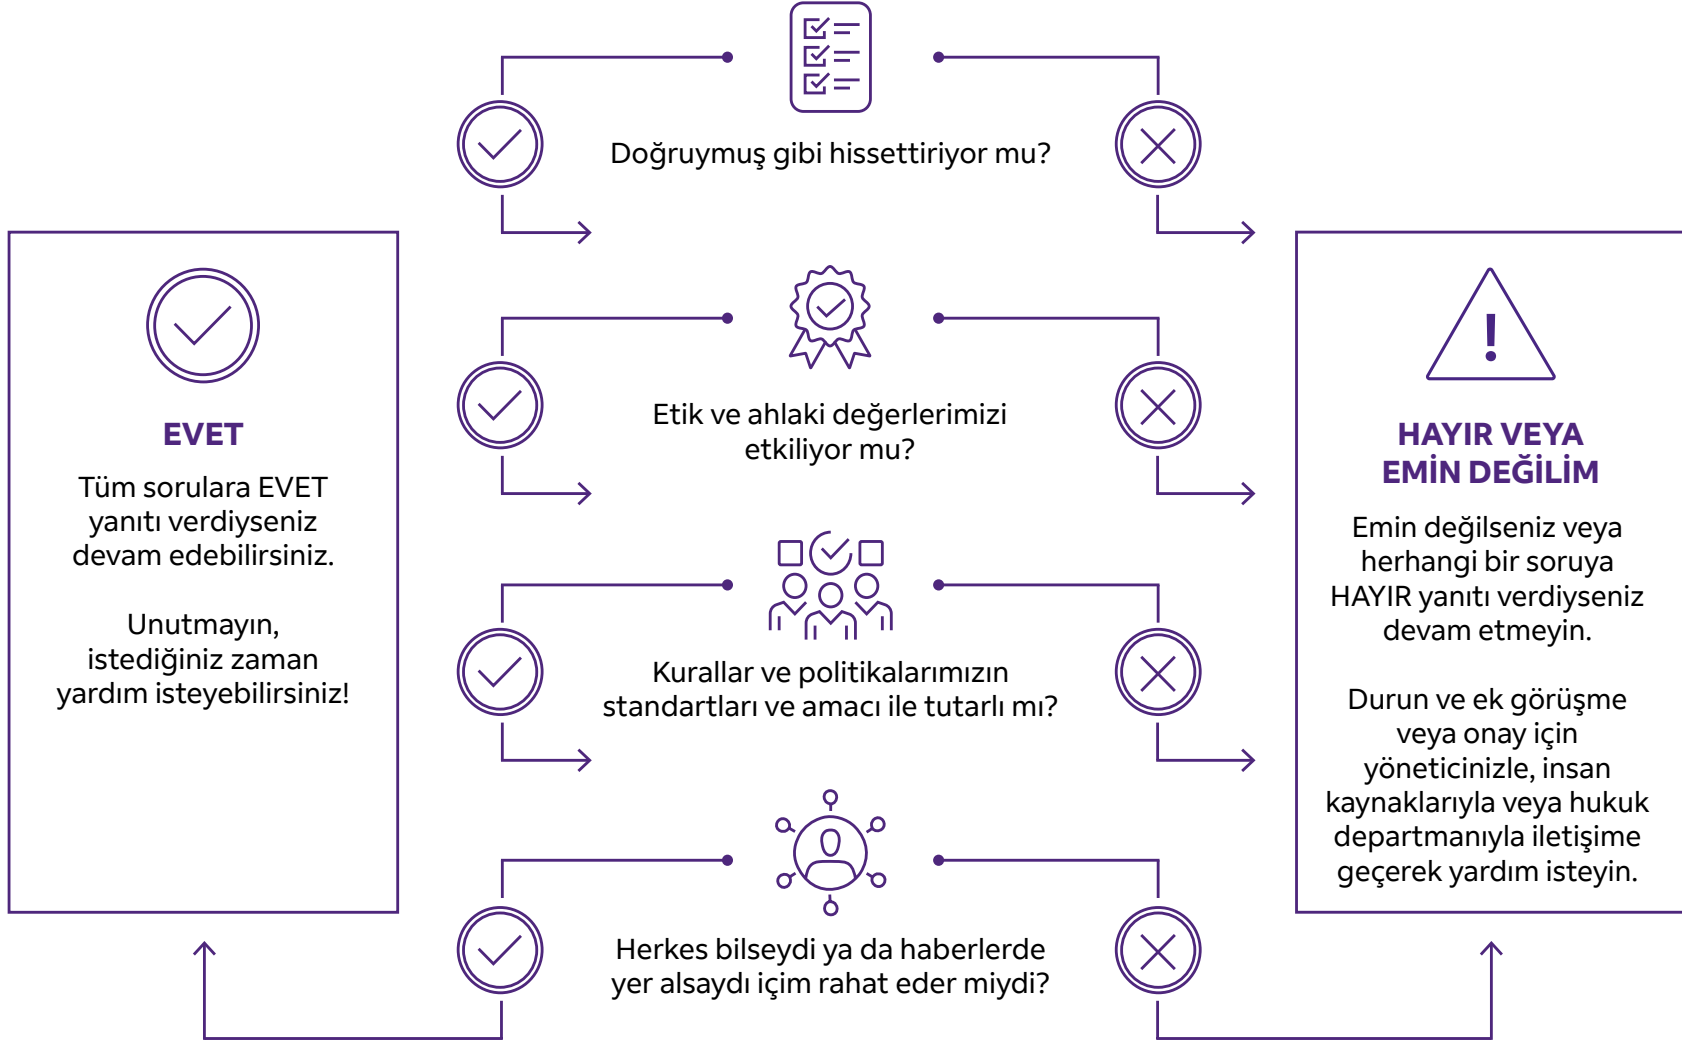 Doğruymuş gibi hissettiriyor mu?
Etik ve ahlaki değerlerimizi
etkiliyor mu?
Kurallar ve politikalarımızın
standartları ve amacı ile tutarlı mı?
Herkes bilseydi ya da haberlerde
yer alsaydı içim rahat eder miydi?
EVET
Tüm sorulara EVET
yanıtı verdiyseniz
devam edebilirsiniz.
Unutmayın,
istediğiniz zaman
yardım isteyebilirsiniz!
HAYIR VEYA
EMİN DEĞİLİM
Emin değilseniz veya
herhangi bir soruya
HAYIR yanıtı verdiyseniz
devam etmeyin.
Durun ve ek görüşme
veya onay için
yöneticinizle, insan
kaynaklarıyla veya hukuk
departmanıyla iletişime
geçerek yardım isteyin.